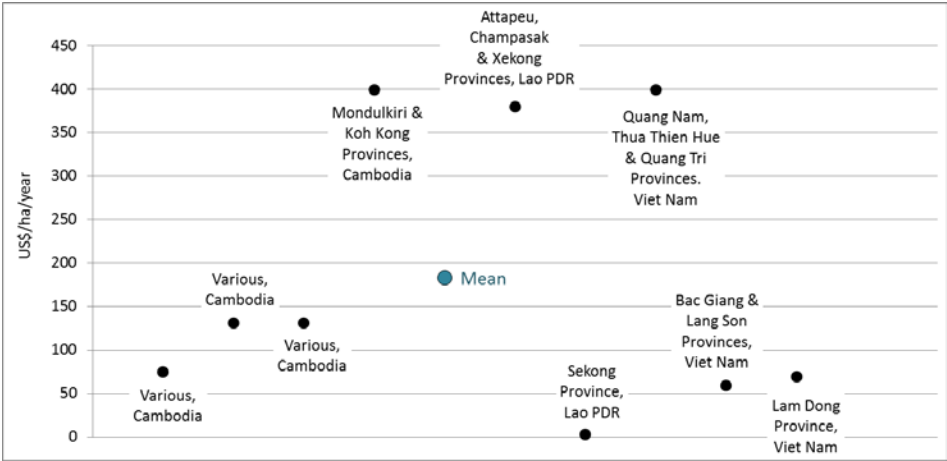 Attapeu,
Champasak
& Xekong
Provinces, Lao PDR
US$/ha/year
450
400
350
300
250
200
150
100
50
0
Mondulkiri &
Koh Kong
Provinces,
Cambodia
Quang Nam,
Thua Thien Hue
& Quang Tri
Provinces.
Viet Nam
Various,
Cambodia
Mean
Various,
Cambodia
Bac Giang &
Lang Son
Provinces,
Viet Nam
Various,
Cambodia
Sekong
Province,
Lao PDR
Lam Dong
Province,
Viet Nam